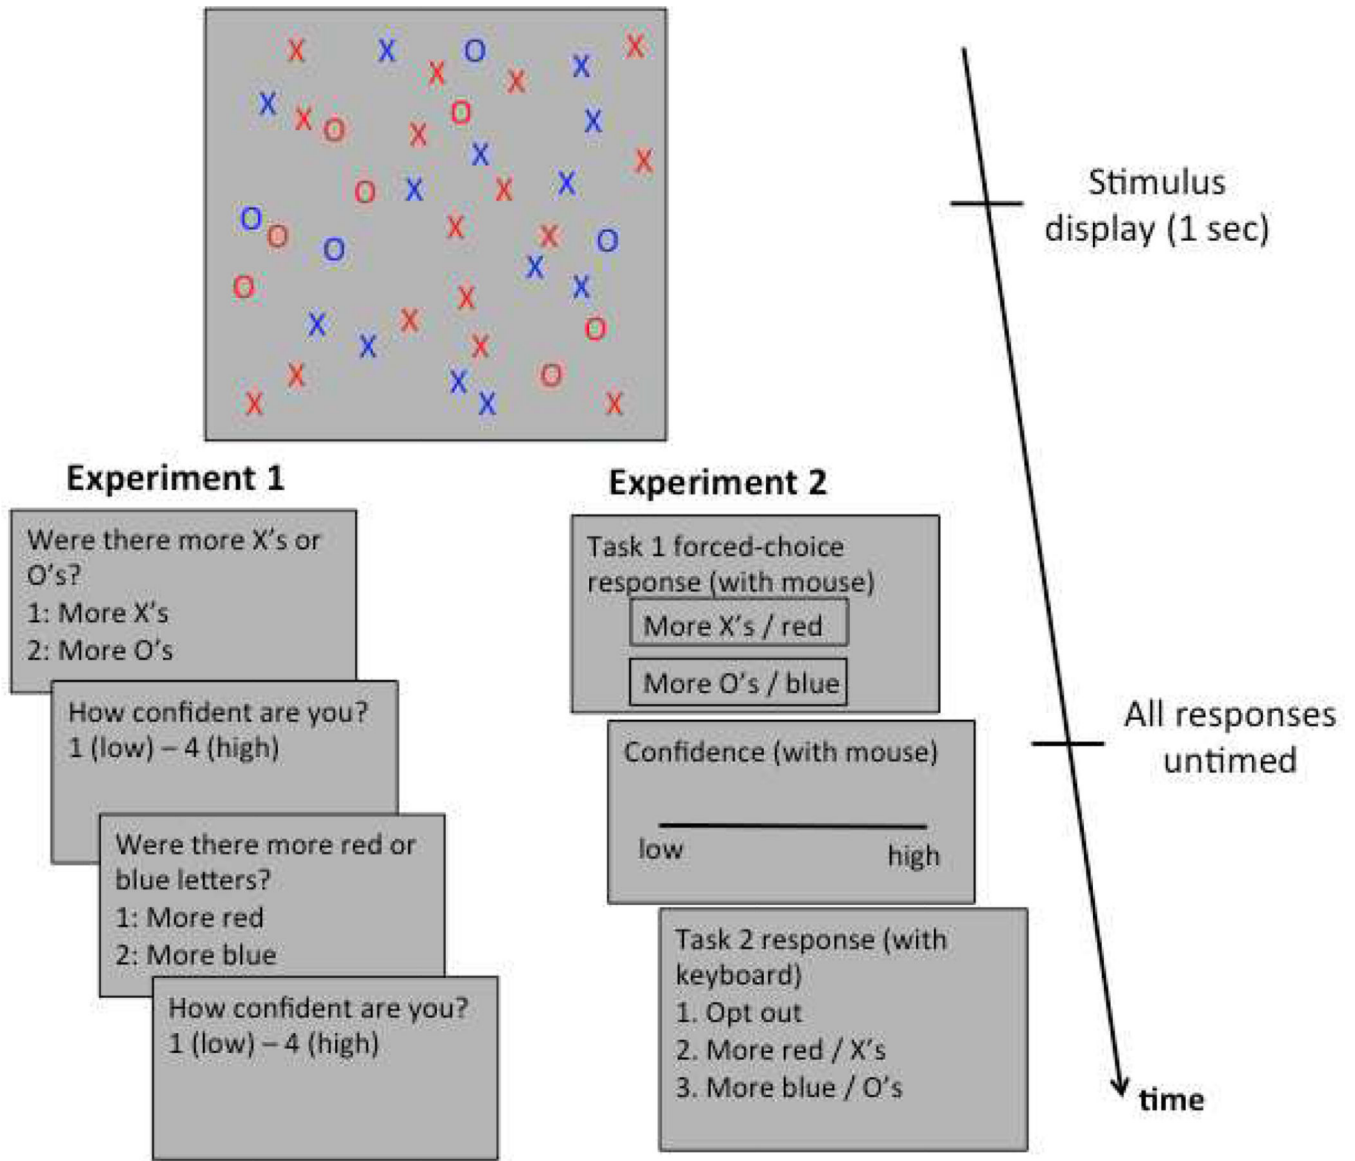 X X O X
X X X
X X O X
X O X
X X
O X X X
O X X
O O X O
X X
O X
X X X O
X X
X X O
X X X
Stimulus
display (1 sec)
Experiment 1
Were there more X's or
O's?
1: More X's
2: More O's
How confident are you?
1 (low) – 4 (high)
Were there more red or
blue letters?
1: More red
2: More blue
How confident are you?
1 (low) – 4 (high)
Experiment 2
Task 1 forced-choice
response (with mouse)
More X's / red
More O's / blue
Confidence (with mouse)
low
high
Task 2 response (with
keyboard)
1. Opt out
2. More red / X's
3. More blue / O's
All responses
untimed
time